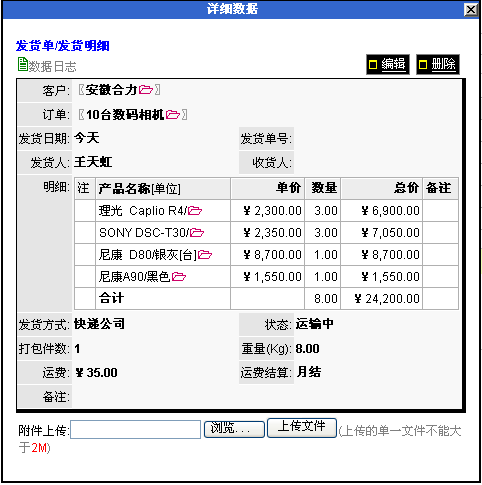 详细数据
发货单/发货明细
数据日志 编辑 删除
客户: 〖安徽合力〗
订单: 〖10台数码相机〗
发货日期: 今天 发货单号:
发货人: 王天虹 收货人:
明细: 注 产品名称[单位] 单价 数量 总价 备注
理光 Caplio R4/ ¥ 2,300.00 3.00 ¥ 6,900.00
SONY DSC-T30/ ¥ 2,350.00 3.00 ¥ 7,050.00
尼康 D80/银灰[台] ¥ 8,700.00 1.00 ¥ 8,700.00
尼康A90/黑色 ¥ 1,550.00 1.00 ¥ 1,550.00
合计 8.00 ¥ 24,200.00
发货方式: 快递公司 状态: 运输中
打包件数: 1 重量(Kg): 8.00
运费: ¥ 35.00 运费结算: 月结
备注:
附件上传: 浏览... 上传文件 (上传的单一文件不能大
于2M)